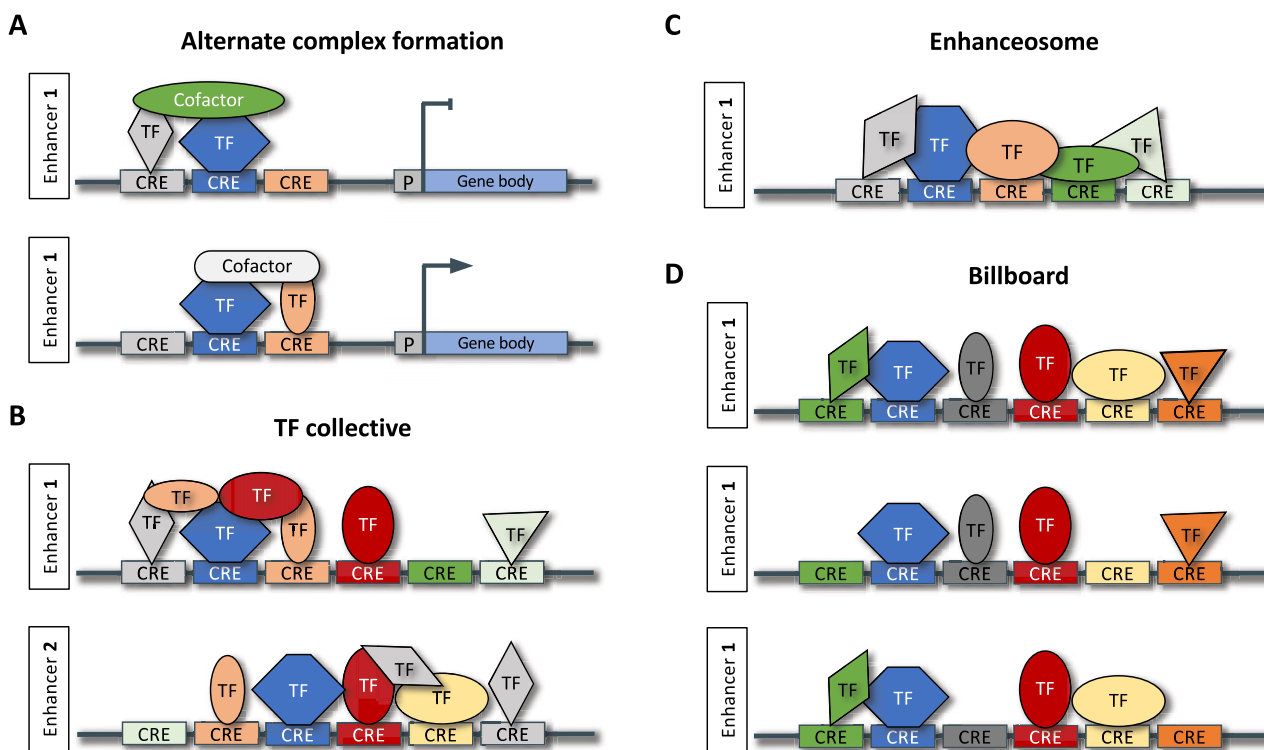 A
Alternate complex formation
Enhancer 1
Cofactor
TF
TF
CRE
CRE
CRE
P
Gene body
Enhancer 1
Cofactor
TF
TF
CRE
CRE
CRE
P
Gene body
B
TF collective
Enhancer 1
TF
TF
TF
TF
TF
TF
TF
CRE
CRE
CRE
CRE
CRE
CRE
Enhancer 2
TF
TF
TF
TF
TF
TF
CRE
CRE
CRE
CRE
CRE
CRE
C
Enhanceosome
Enhancer 1
TF
TF
TF
TF
TF
CRE
CRE
CRE
CRE
CRE
D
Billboard
Enhancer 1
TF
TF
TF
TF
TF
TF
CRE
CRE
CRE
CRE
CRE
CRE
Enhancer 1
TF
TF
TF
TF
CRE
CRE
CRE
CRE
CRE
CRE
Enhancer 1
TF
TF
TF
TF
CRE
CRE
CRE
CRE
CRE
CRE